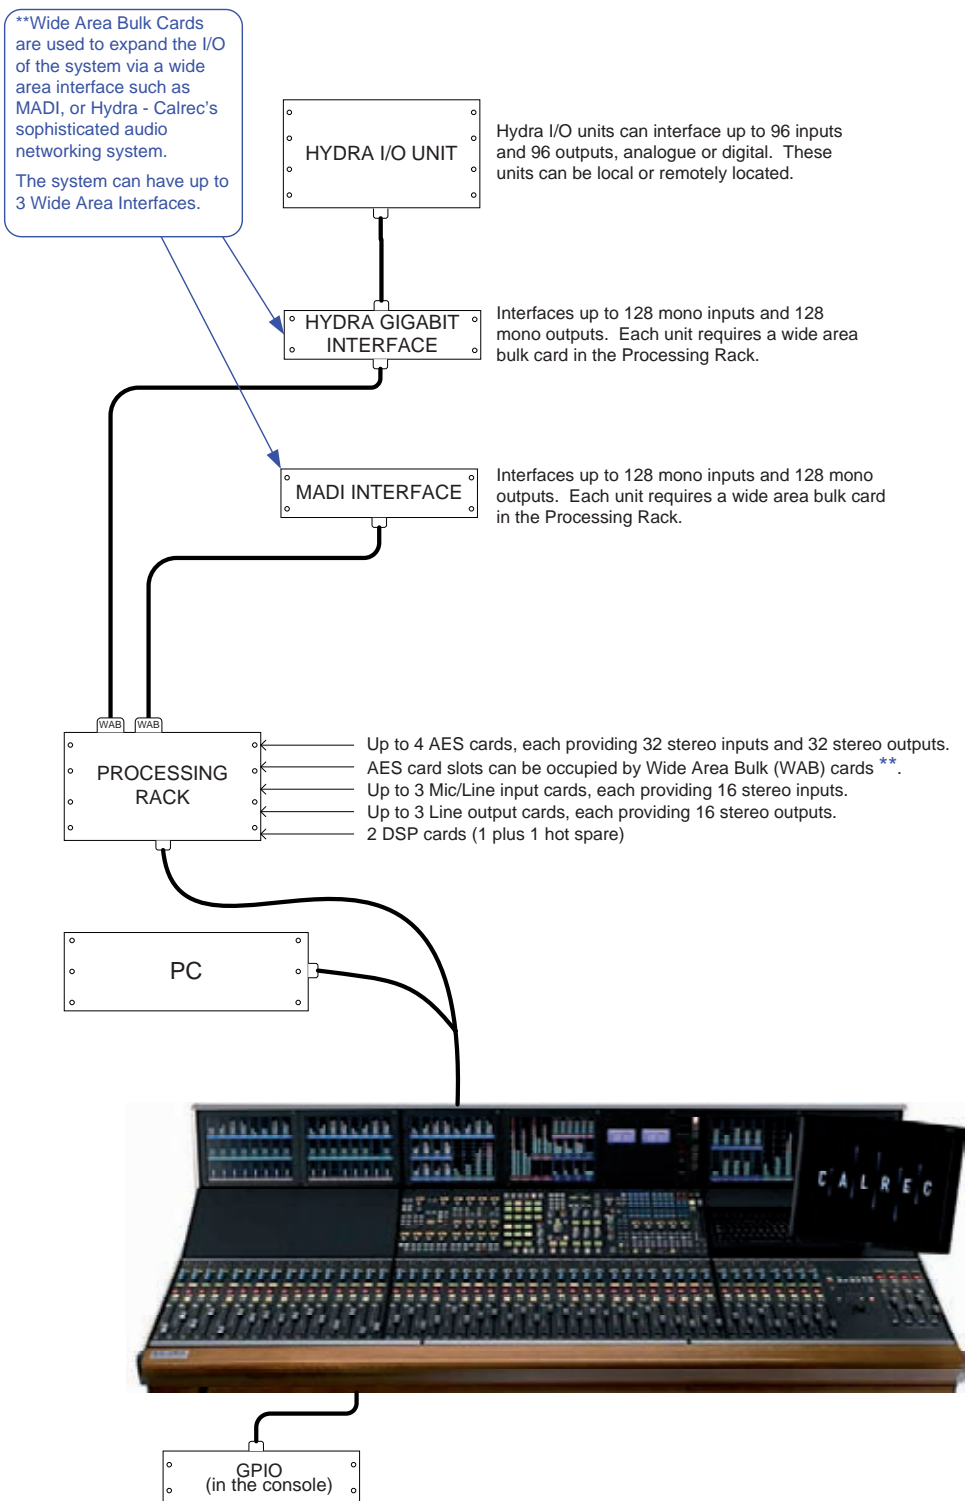 **Wide Area Bulk Cards
are used to expand the I/O
of the system via a wide
area interface such as
MADI, or Hydra - Calrec's
sophisticated audio
networking system.
The system can have up to
3 Wide Area Interfaces.
HYDRA I/O UNIT
Hydra I/O units can interface up to 96 inputs
and 96 outputs, analogue or digital. These
units can be local or remotely located.
HYDRA GIGABIT
INTERFACE
Interfaces up to 128 mono inputs and 128
mono outputs. Each unit requires a wide area
bulk card in the Processing Rack.
MADI INTERFACE
Interfaces up to 128 mono inputs and 128 mono
outputs. Each unit requires a wide area bulk card
in the Processing Rack.
WAB WAB
PROCESSING
RACK
Up to 4 AES cards, each providing 32 stereo inputs and 32 stereo outputs.
AES card slots can be occupied by Wide Area Bulk (WAB) cards **.
Up to 3 Mic/Line input cards, each providing 16 stereo inputs.
Up to 3 Line output cards, each providing 16 stereo outputs.
2 DSP cards (1 plus 1 hot spare)
PC
CALREC
GPIO
(in the console)